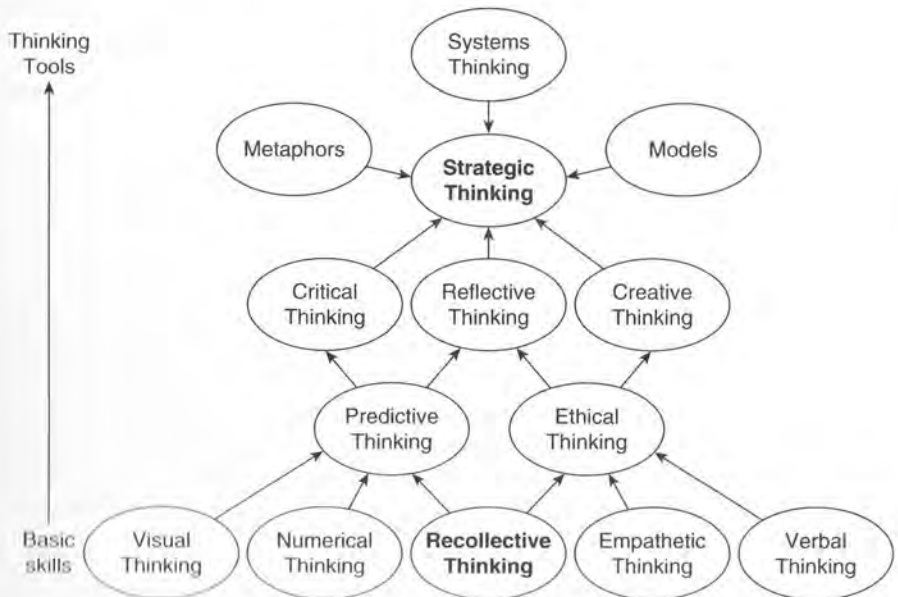 Thinking
Tools
Systems
Thinking
Metaphors
Strategic
Thinking
Models
Critical
Thinking
Reflective
Thinking
Creative
Thinking
Predictive
Thinking
Ethical
Thinking
Basic
skills
Visual
Thinking
Numerical
Thinking
Recollective
Thinking
Empathetic
Thinking
Verbal
Thinking